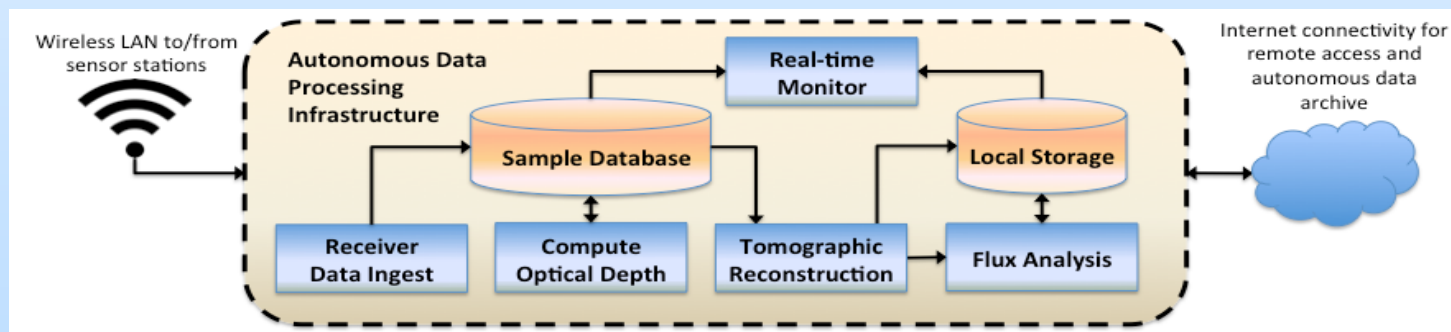 Wireless LAN to/from
sensor stations
Autonomous Data
Processing
Infrastructure
Real-time
Monitor
Sample Database
Local Storage
Receiver
Data Ingest
Compute
Optical Depth
Tomographic
Reconstruction
Flux Analysis
Internet connectivity for
remote access and
autonomous data
archive